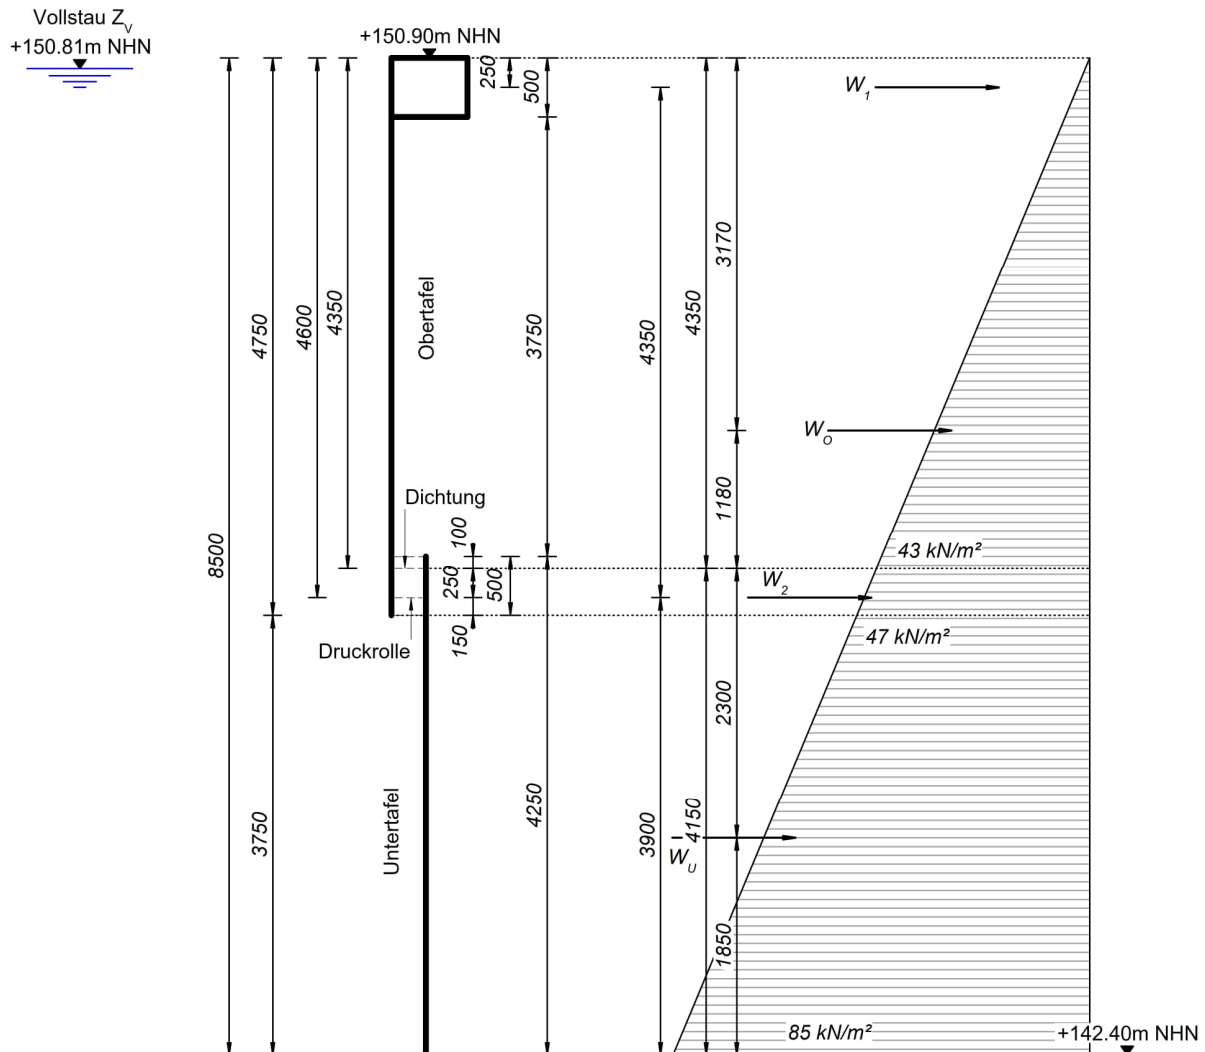 Vollstau Z_V
+150.81m NHN
+150.90m NHN
250
500
W_1
3170
4350
4350
3750
Obertafel
4350
4600
4750
W_O
1180
Dichtung
100
8500
250
500
43 kN/m²
W_2
150
Druckrolle
47 kN/m²
2300
Untertafel
4250
3750
3900
4150
W_U
1850
85 kN/m²
+142.40m NHN